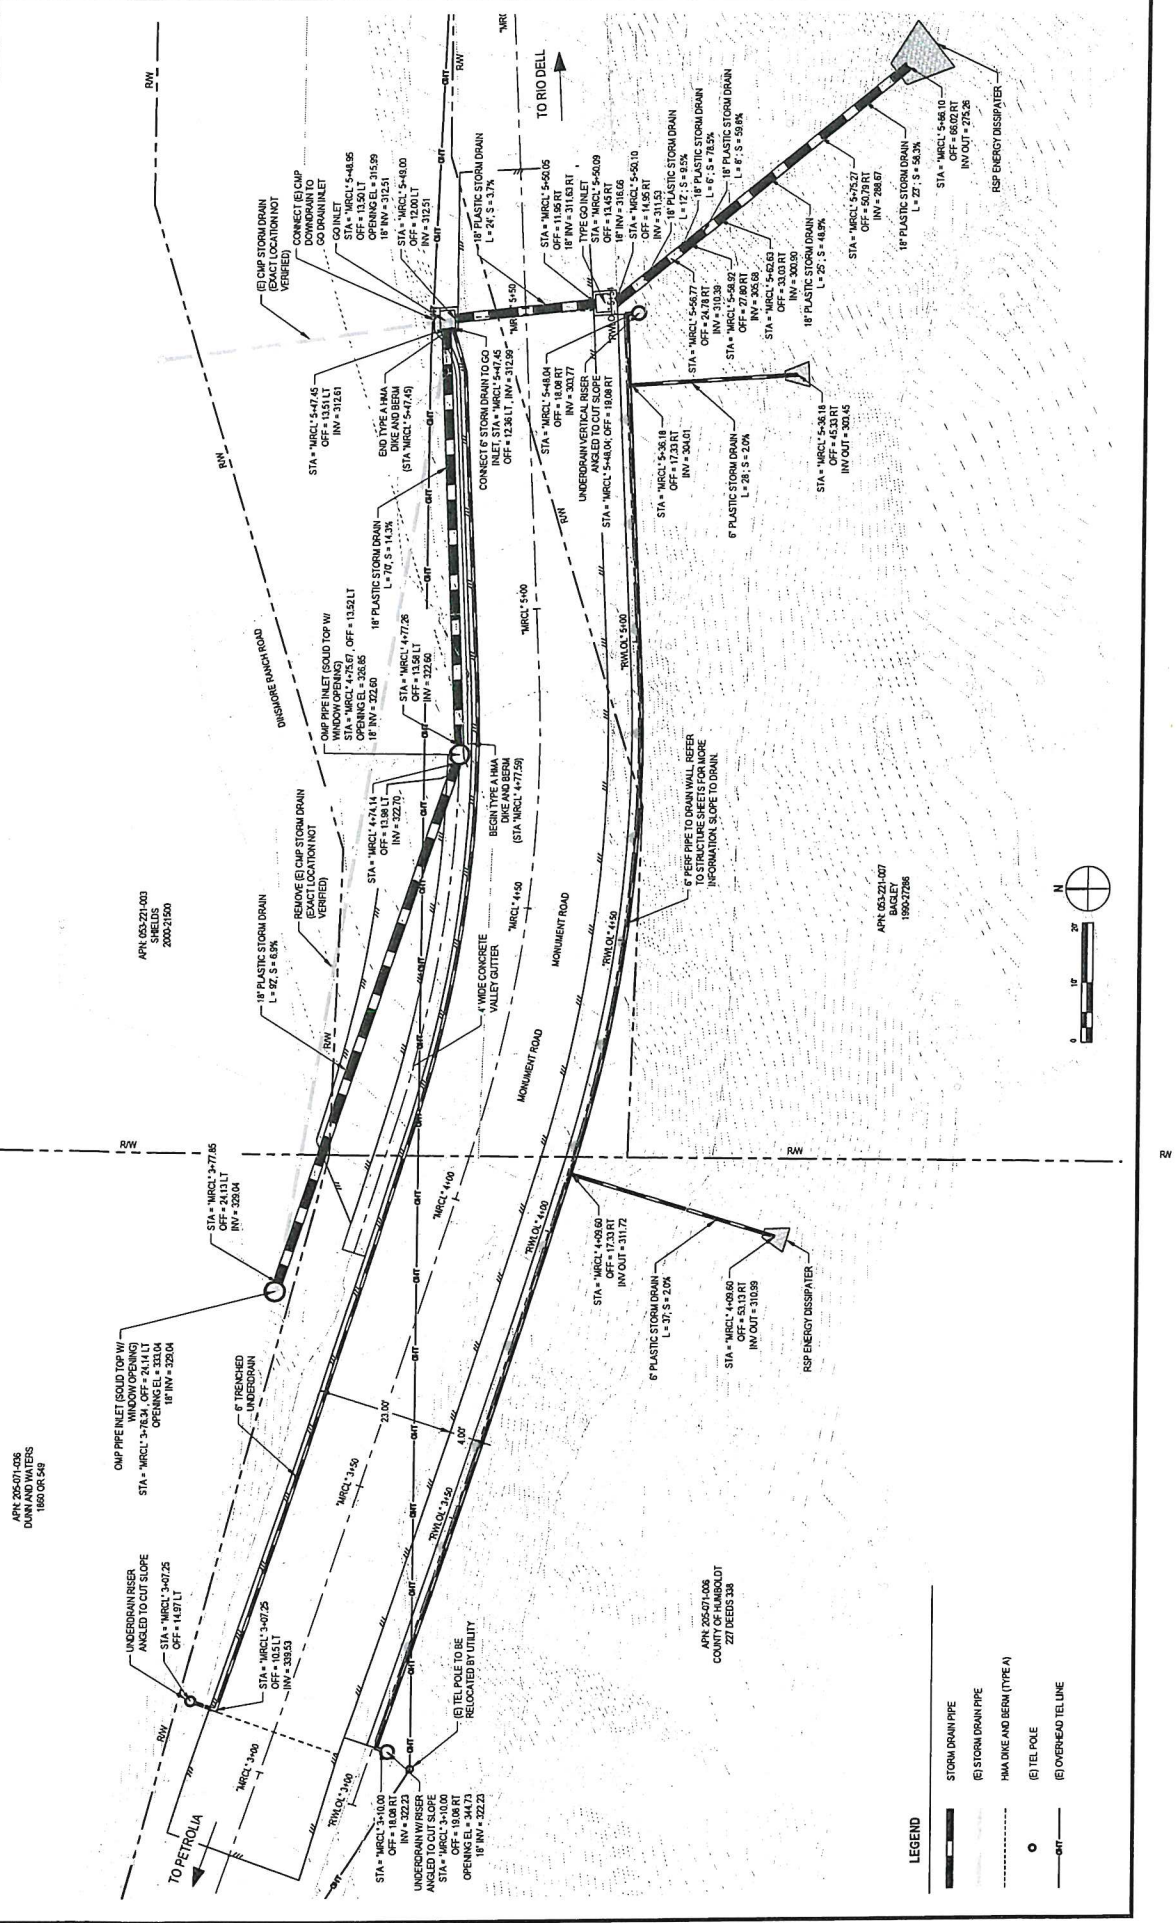 APN: 205-071-036
DUNN AND WATERS
1860 OR 549
APN: 053-221-003
SHIELDS
2000-21500
R/W
R/W
R/W
R/W
R/W
R/W
R/W
R/W
RW
DINSMORE RANCH ROAD
UNDERDRAIN RISER
ANGLED TO CUT SLOPE
STA = "MRCL" 3+07.25
OFF = 14.97 LT
STA = "MRCL" 3+07.25
OFF = 10.5 LT
INV = 339.53
OMP PIPE INLET (SOLID TOP W/
WINDOW OPENING)
STA = "MRCL" 3+76.34 , OFF = 24.14 LT
OPENING EL = 333.04
18" INV = 329.04
6" TRENCHED
UNDERDRAIN
STA = "MRCL" 3+77.85
OFF = 24.13 LT
INV = 329.04
18" PLASTIC STORM DRAIN
L = 92', S = 6.9%
REMOVE (E) CMP STORM DRAIN
(EXACT LOCATION NOT
VERIFIED)
STA = "MRCL" 4+74.14
OFF = 13.98 LT
INV = 322.70
OMP PIPE INLET (SOLID TOP W/
WINDOW OPENING)
STA = "MRCL" 4+75.67 , OFF = 13.52 LT
OPENING EL = 326.85
18" INV = 322.60
STA = "MRCL" 4+77.26
OFF = 13.58 LT
INV = 322.60
18" PLASTIC STORM DRAIN
L = 70', S = 14.3%
END TYPE A HMA
DIKE AND BERM
(STA "MRCL" 5+47.45)
STA = "MRCL" 5+47.45
OFF = 13.51 LT
INV = 312.61
(E) CMP STORM DRAIN
(EXACT LOCATION NOT
VERIFIED)
CONNECT (E) CMP
DOWNDRAIN TO
GO DRAIN INLET
GO INLET
STA = "MRCL" 5+48.95
OFF = 13.50 LT
OPENING EL = 315.99
18" INV = 312.51
STA = "MRCL" 5+49.00
OFF = 12.00 LT
INV = 312.51
18" PLASTIC STORM DRAIN
L = 24', S = 3.7%
TO RIO DELL
STA = "MRCL" 5+50.05
OFF = 11.95 RT
18" INV = 311.63 RT
TYPE GO INLET
STA = "MRCL" 5+50.09
OFF = 13.45 RT
18" INV = 316.66
STA = "MRCL" 5+50.10
OFF = 14.95 RT
INV = 311.53
18" PLASTIC STORM DRAIN
L = 12' ; S = 9.5%
18" PLASTIC STORM DRAIN
L = 6' ; S = 78.5%
18" PLASTIC STORM DRAIN
L = 8' ; S = 59.6%
CONNECT 6" STORM DRAIN TO GO
INLET, STA = "MRCL" 5+47.45
OFF = 12.36 LT , INV = 312.99
STA = "MRCL" 5+48.04
OFF = 18.08 RT
INV = 303.77
UNDERDRAIN VERTICAL RISER
ANGLED TO CUT SLOPE
STA = "MRCL" 5+48.04; OFF = 19.08 RT
STA = "MRCL" 5+56.77
OFF = 24.78 RT
INV = 310.39
STA = "MRCL" 5+58.92
OFF = 27.80 RT
INV = 305.68
STA = "MRCL" 5+62.63
OFF = 33.03 RT
INV = 300.90
18" PLASTIC STORM DRAIN
L = 25' ; S = 48.9%
STA = "MRCL" 5+75.27
OFF = 50.79 RT
INV = 288.67
18" PLASTIC STORM DRAIN
L = 23' ; S = 58.3%
STA = "MRCL" 5+86.10
OFF = 66.02 RT
INV OUT = 275.26
RSP ENERGY DISSIPATER
STA = "MRCL" 5+36.18
OFF = 17.33 RT
INV = 304.01
6" PLASTIC STORM DRAIN
L = 28' ; S = 2.0%
STA = "MRCL" 5+36.18
OFF = 45.33 RT
INV OUT = 303.45
BEGIN TYPE A HMA
DIKE AND BERM
(STA "MRCL" 4+77.59)
4' WIDE CONCRETE
VALLEY GUTTER
MONUMENT ROAD
MONUMENT ROAD
6" PERF PIPE TO DRAIN WALL, REFER
TO STRUCTURE SHEETS FOR MORE
INFORMATION. SLOPE TO DRAIN.
"MRCL" 3+00
"MRCL" 3+50
"MRCL" 4+00
"MRCL" 4+50
"MRCL" 5+00
"RWLOL" 3+00
"RWLOL" 3+50
"RWLOL" 4+00
"RWLOL" 4+50
"RWLOL" 5+00
23.00'
4.00'
STA = "MRCL" 4+09.60
OFF = 17.33 RT
INV OUT = 311.72
6" PLASTIC STORM DRAIN
L = 37'; S = 2.0%
STA = "MRCL" 4+09.60
OFF = 53.13 RT
INV OUT = 310.99
RSP ENERGY DISSIPATER
TO PETROLIA
STA = "MRCL" 3+10.00
OFF = 18.08 RT
INV = 322.23
UNDERDRAIN W/ RISER
ANGLED TO CUT SLOPE
STA = "MRCL" 3+10.00
OFF = 19.08 RT
OPENING EL = 344.73
18" INV = 322.23
(E) TEL POLE TO BE
RELOCATED BY UTILITY
APN: 205-071-006
COUNTY OF HUMBOLDT
227 DEEDS 338
APN: 053-221-007
BAGLEY
1990-27286
N
0 10' 20'
LEGEND
STORM DRAIN PIPE
(E) STORM DRAIN PIPE
HMA DIKE AND BERM (TYPE A)
(E) TEL POLE
OHT (E) OVERHEAD TEL LINE